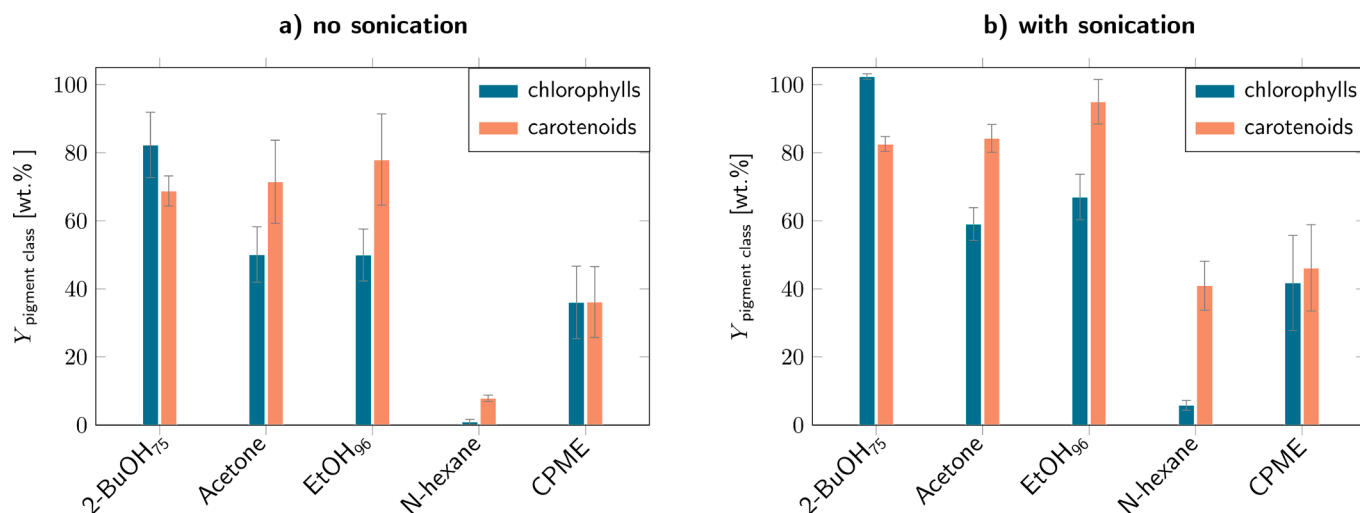 a) no sonication
Y pigment class [wt.% ]
100
80
60
40
20
0
chlorophylls
carotenoids
2-BuOH₇₅
Acetone
EtOH₉₆
N-hexane
CPME
b) with sonication
Y pigment class [wt.%]
100
80
60
40
20
0
chlorophylls
carotenoids
2-BuOH₇₅
Acetone
EtOH₉₆
N-hexane
CPME